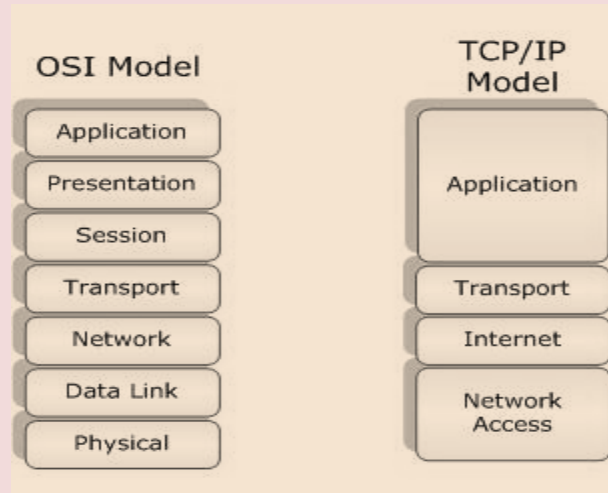 OSI Model
Application
Presentation
Session
Transport
Network
Data Link
Physical
TCP/IP
Model
Application
Transport
Internet
Network
Access